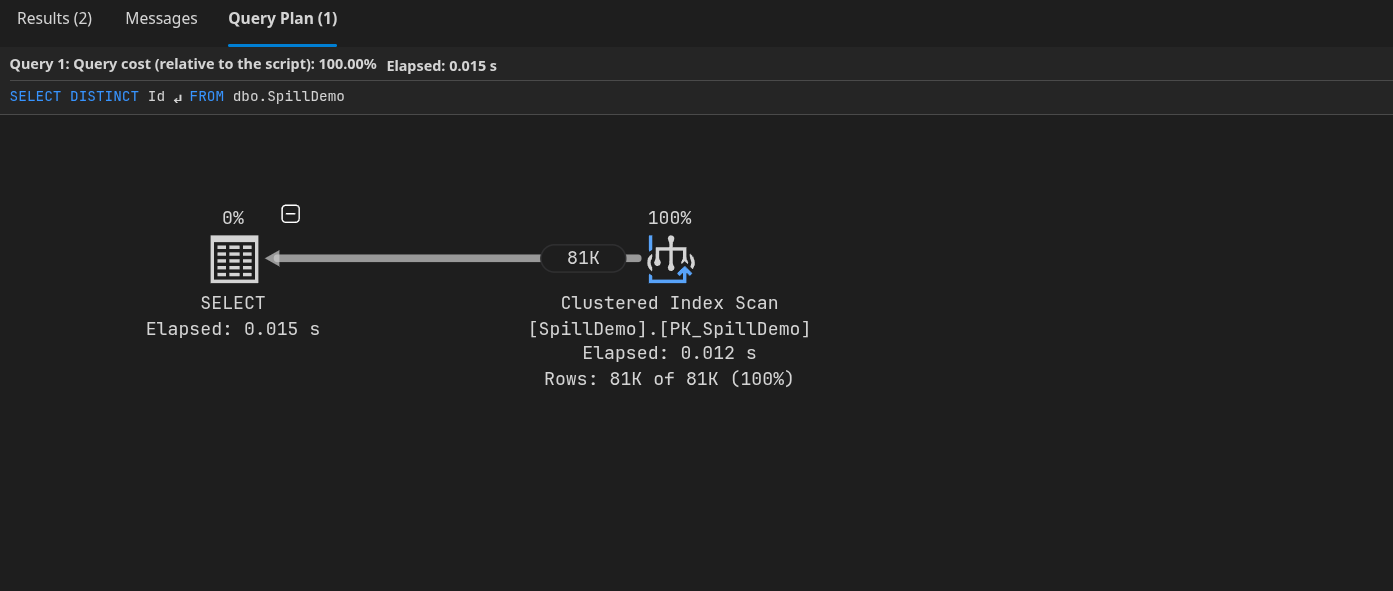 Results (2) Messages Query Plan (1)
Query 1: Query cost (relative to the script): 100.00% Elapsed: 0.015 s
SELECT DISTINCT Id ↲ FROM dbo.SpillDemo
0% 100%
81K
SELECT Clustered Index Scan
Elapsed: 0.015 s [SpillDemo].[PK_SpillDemo]
Elapsed: 0.012 s
Rows: 81K of 81K (100%)